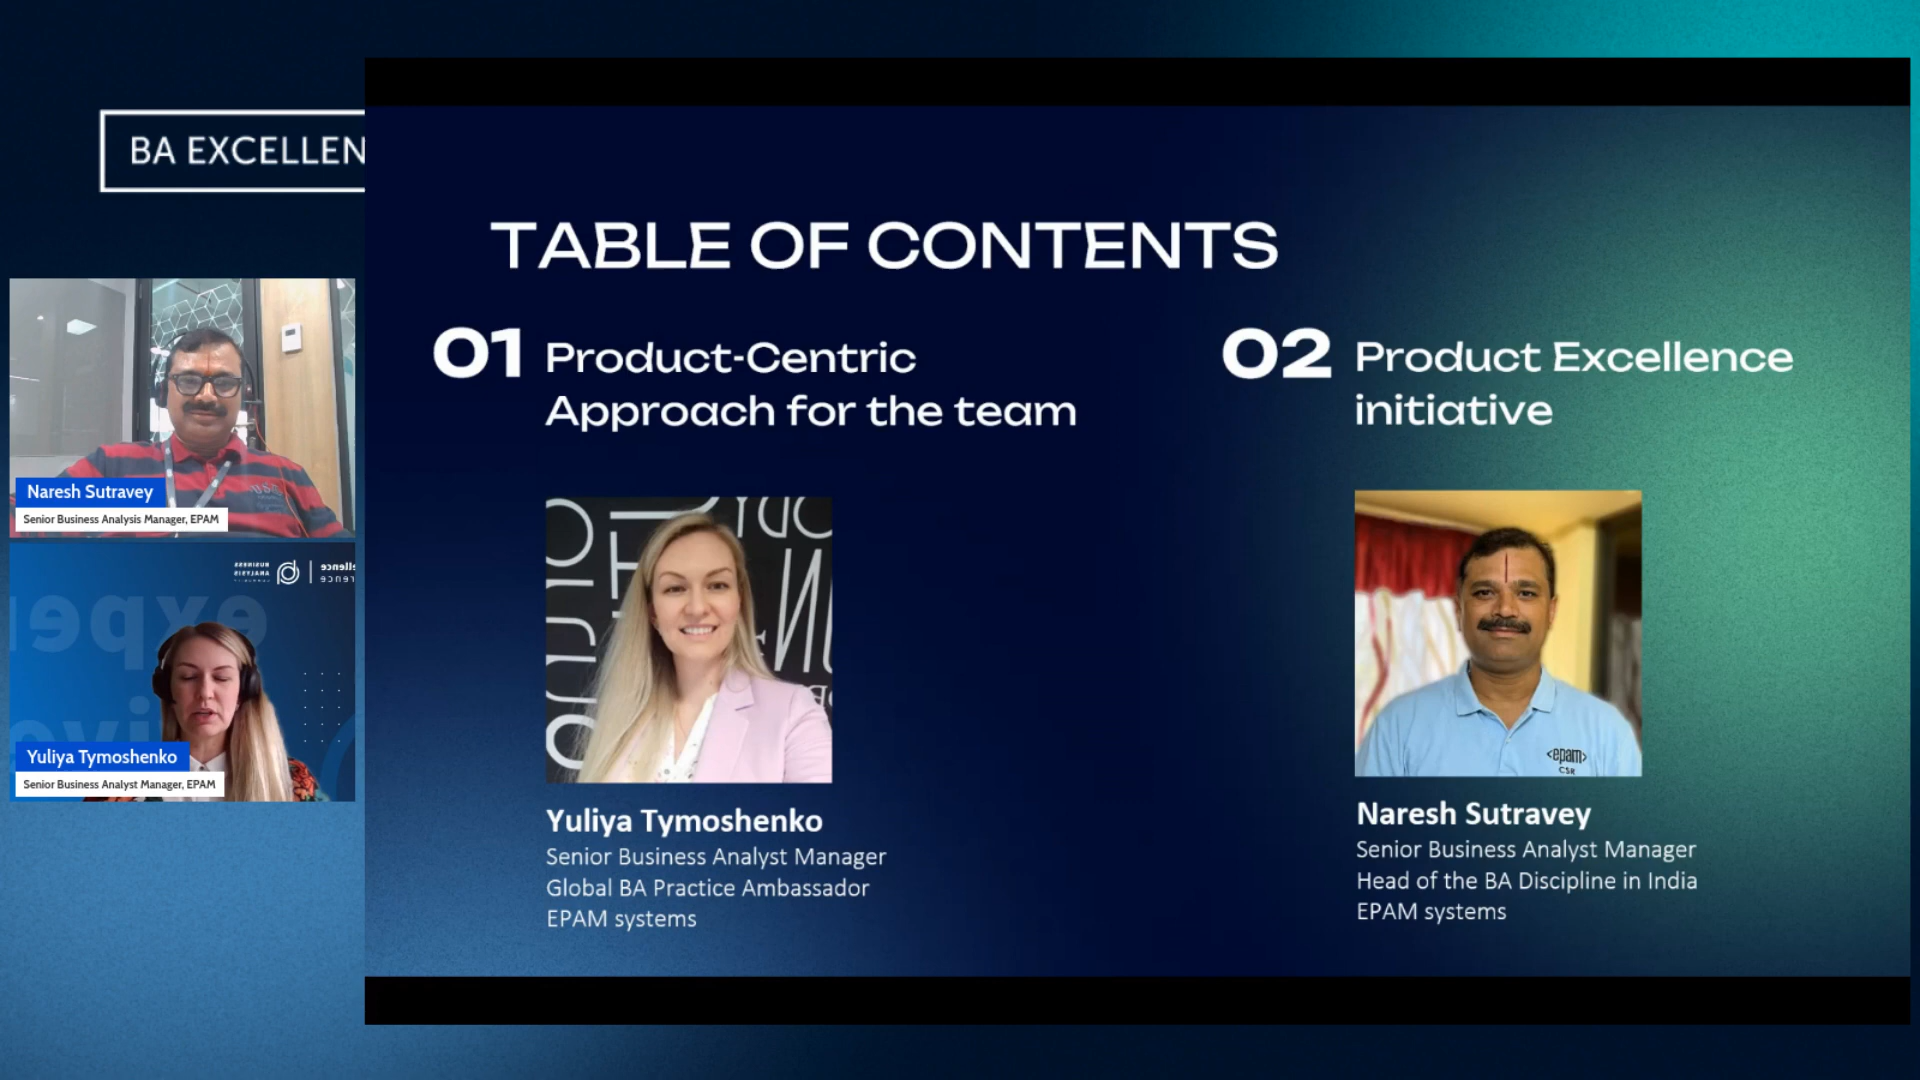 BA EXCELLEN
TABLE OF CONTENTS
01 Product-Centric
Approach for the team
02 Product Excellence
initiative
Naresh Sutravey
Senior Business Analysis Manager, EPAM
BUSINESS
ANALYSIS
Yuliya Tymoshenko
Senior Business Analyst Manager, EPAM
Yuliya Tymoshenko
Senior Business Analyst Manager
Global BA Practice Ambassador
EPAM systems
<epam>
CSR
Naresh Sutravey
Senior Business Analyst Manager
Head of the BA Discipline in India
EPAM systems